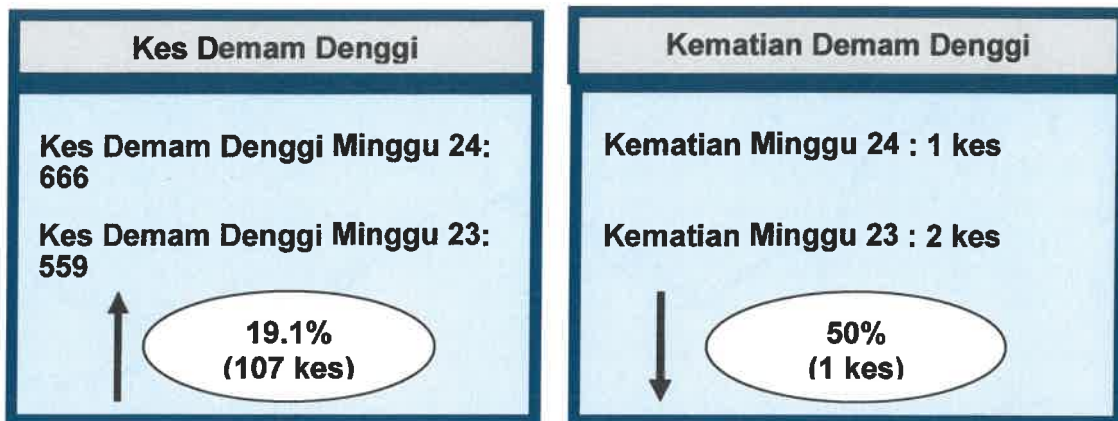 Kes Demam Denggi
Kes Demam Denggi Minggu 24:
666
Kes Demam Denggi Minggu 23:
559
19.1%
(107 kes)
Kematian Demam Denggi
Kematian Minggu 24 : 1 kes
Kematian Minggu 23 : 2 kes
50%
(1 kes)